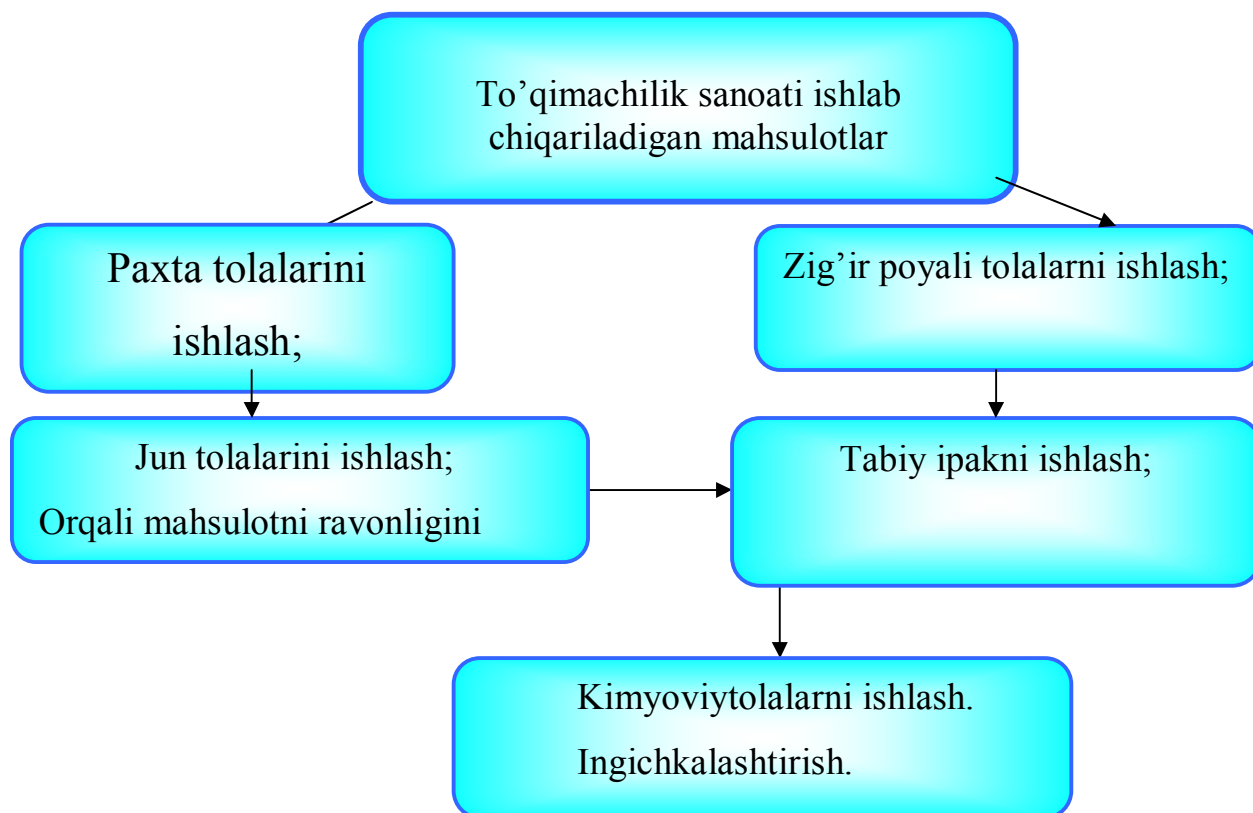 To’qimachilik sanoati ishlab
chiqariladigan mahsulotlar
Paxta tolalarini
ishlash;
Zig’ir poyali tolalarni ishlash;
Jun tolalarini ishlash;
Orqali mahsulotni ravonligini
Tabiy ipakni ishlash;
Kimyoviytolalarni ishlash.
Ingichkalashtirish.